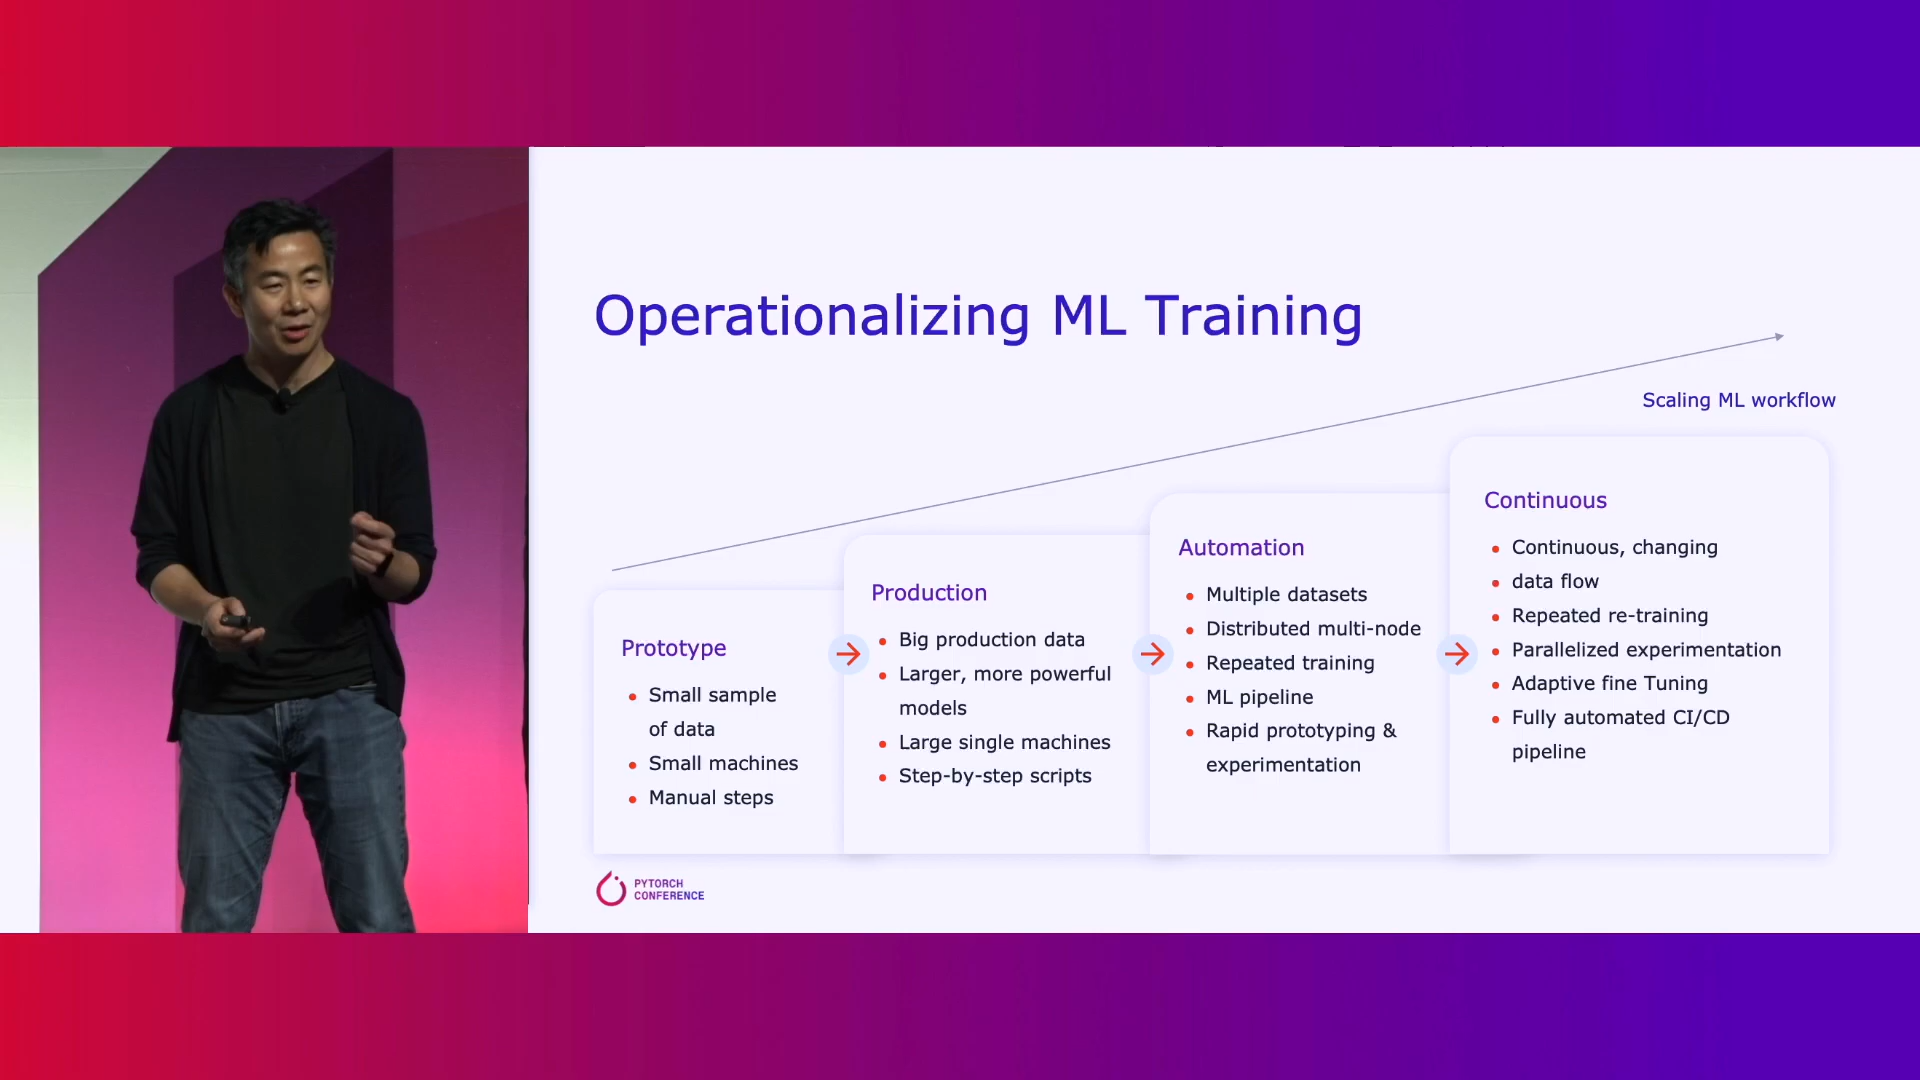 Operationalizing ML Training
Scaling ML workflow
Prototype
Small sample
of data
Small machines
Manual steps
Production
Big production data
Larger, more powerful
models
Large single machines
Step-by-step scripts
Automation
Multiple datasets
Distributed multi-node
Repeated training
ML pipeline
Rapid prototyping &
experimentation
Continuous
Continuous, changing
data flow
Repeated re-training
Parallelized experimentation
Adaptive fine Tuning
Fully automated CI/CD
pipeline
PYTORCH
CONFERENCE